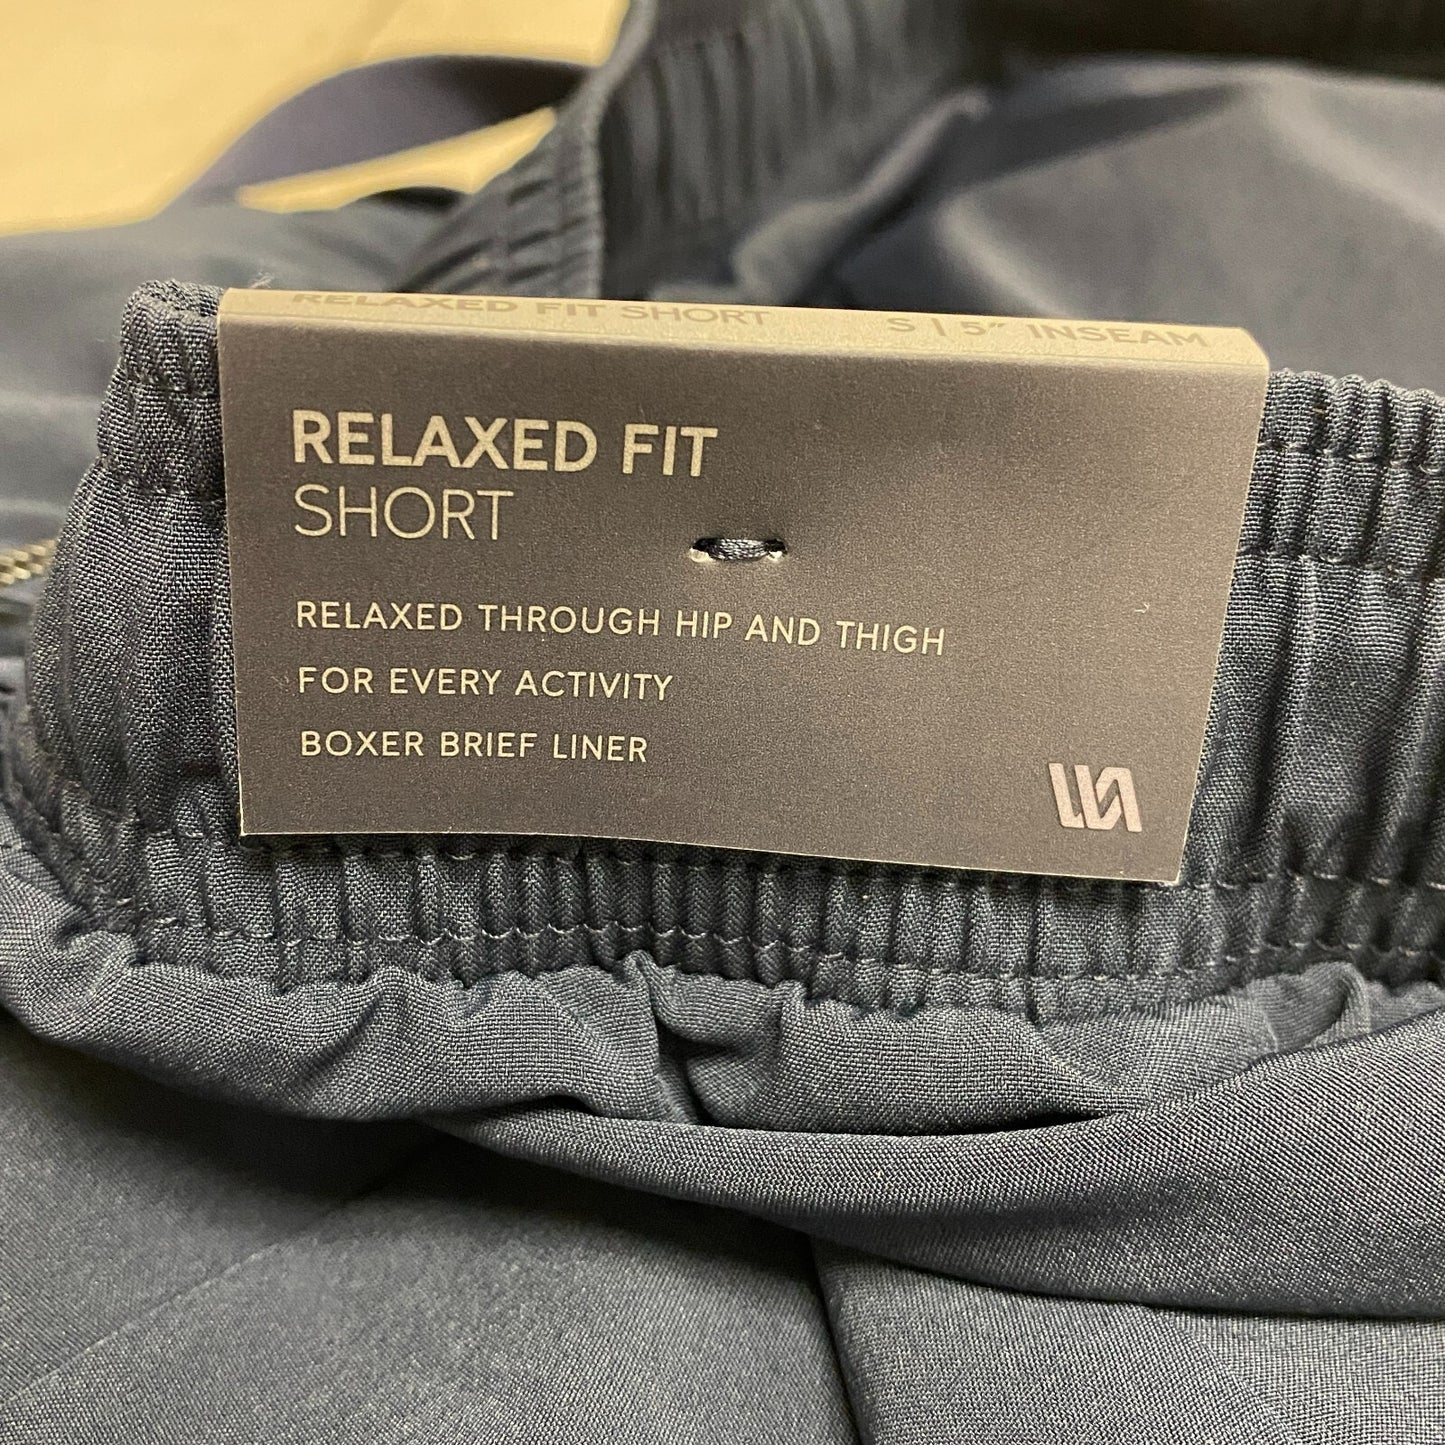 RELAXED FIT SHORT S | 5" INSEAM
RELAXED FIT
SHORT
RELAXED THROUGH HIP AND THIGH
FOR EVERY ACTIVITY
BOXER BRIEF LINER